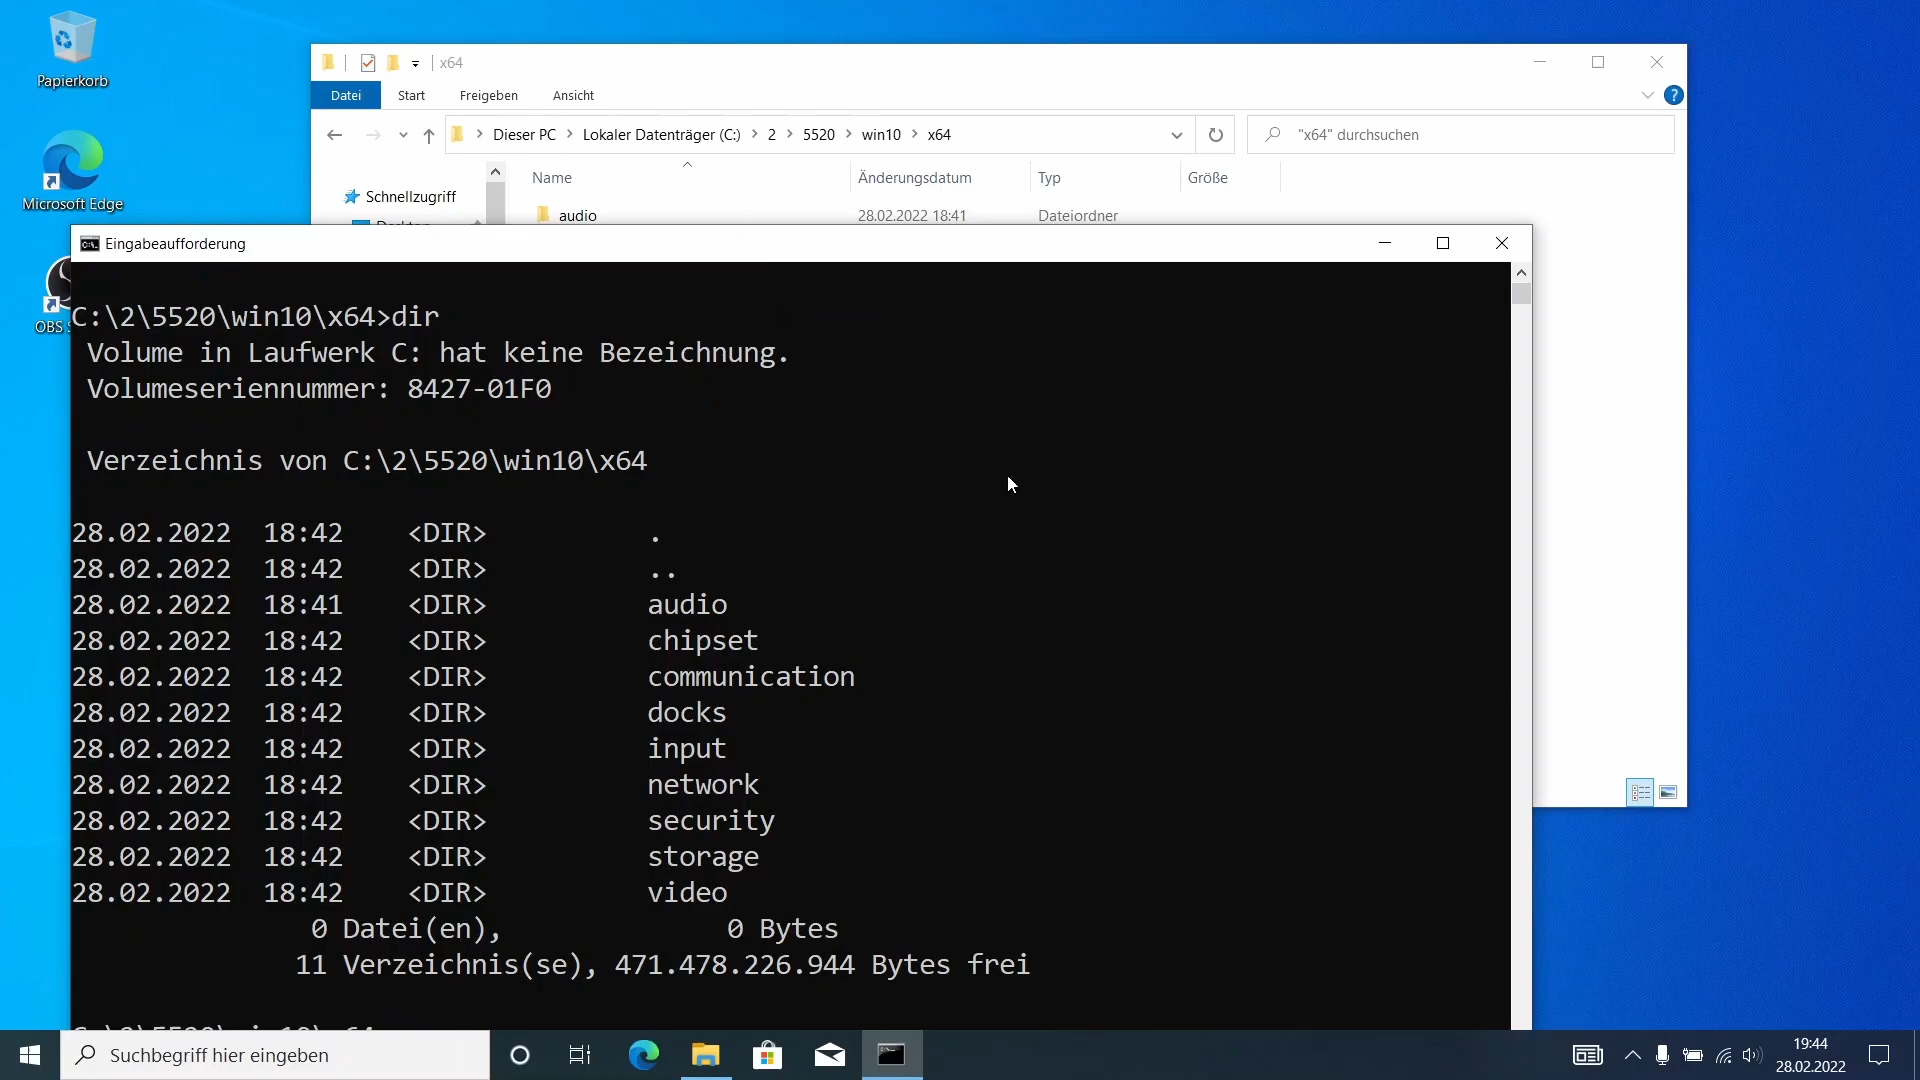 Papierkorb
Microsoft Edge
OBS
x64
Datei Start Freigeben Ansicht
Dieser PC Lokaler Datenträger (C:) 2 5520 win10 x64
"x64" durchsuchen
Name Änderungsdatum Typ Größe
Schnellzugriff
audio 28.02.2022 18:41 Dateiordner
Eingabeaufforderung
C:\2\5520\win10\x64>dir
Volume in Laufwerk C: hat keine Bezeichnung.
Volumeseriennummer: 8427-01F0
Verzeichnis von C:\2\5520\win10\x64
28.02.2022 18:42 <DIR> .
28.02.2022 18:42 <DIR> ..
28.02.2022 18:41 <DIR> audio
28.02.2022 18:42 <DIR> chipset
28.02.2022 18:42 <DIR> communication
28.02.2022 18:42 <DIR> docks
28.02.2022 18:42 <DIR> input
28.02.2022 18:42 <DIR> network
28.02.2022 18:42 <DIR> security
28.02.2022 18:42 <DIR> storage
28.02.2022 18:42 <DIR> video
0 Datei(en), 0 Bytes
11 Verzeichnis(se), 471.478.226.944 Bytes frei
Suchbegriff hier eingeben
19:44
28.02.2022